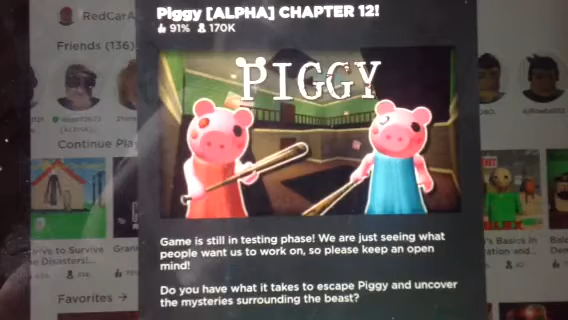 Piggy [ALPHA] CHAPTER 12!
91% 170K
RedCarA
Friends (136)
PIGGY
Continue Play
Game is still in testing phase! We are just seeing what
people want us to work on, so please keep an open
mind!
Do you have what it takes to escape Piggy and uncover
the mysteries surrounding the beast?
Favorites →